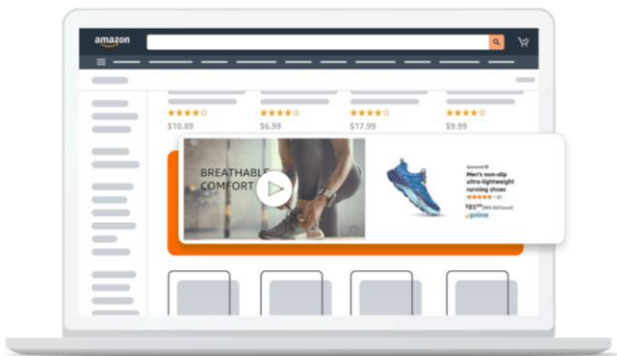 amazon
$10.89 $6.99 $17.99 $9.99
BREATHABLE
COMFORT
Sponsored
Men's non-slip
ultra-lightweight
running shoes
prime